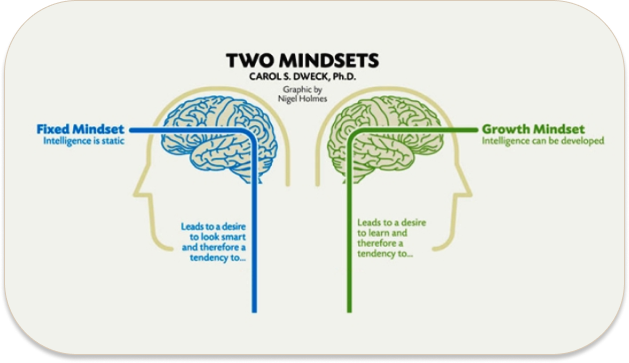 TWO MINDSETS
CAROL S. DWECK, Ph.D.
Graphic by
Nigel Holmes
Fixed Mindset
Intelligence is static
Growth Mindset
Intelligence can be developed
Leads to a desire
to look smart
and therefore a
tendency to...
Leads to a desire
to learn and
therefore a
tendency to...